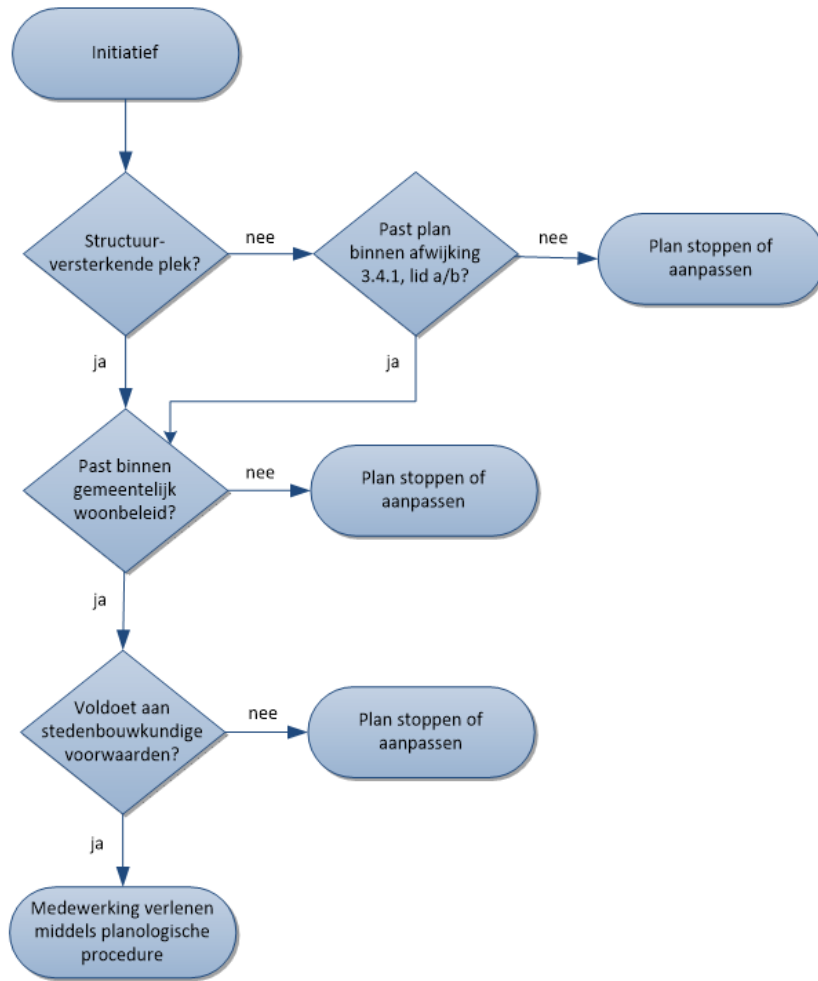 Initiatief
Structuur-
versterkende plek?
nee
Past plan
binnen afwijking
3.4.1, lid a/b?
nee
Plan stoppen of
aanpassen
ja
ja
Past binnen
gemeentelijk
woonbeleid?
nee
Plan stoppen of
aanpassen
ja
Voldoet aan
stedenbouwkundige
voorwaarden?
nee
Plan stoppen of
aanpassen
ja
Medewerking verlenen
middels planologische
procedure